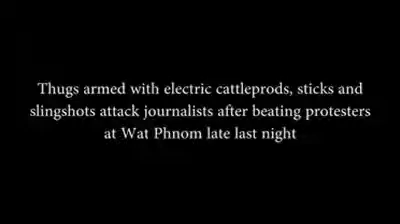 Thugs armed with electric cattleprods, sticks and
slingshots attack journalists after beating protesters
at Wat Phnom late last night